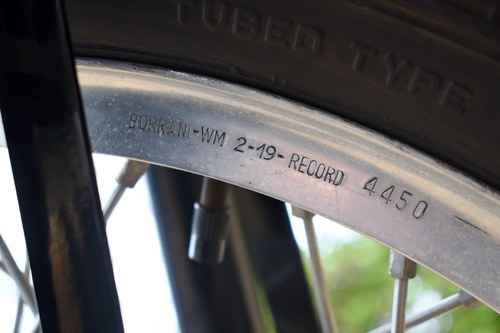 TUBED TYPE
BORRANI-WM 2-19-RECORD 4450